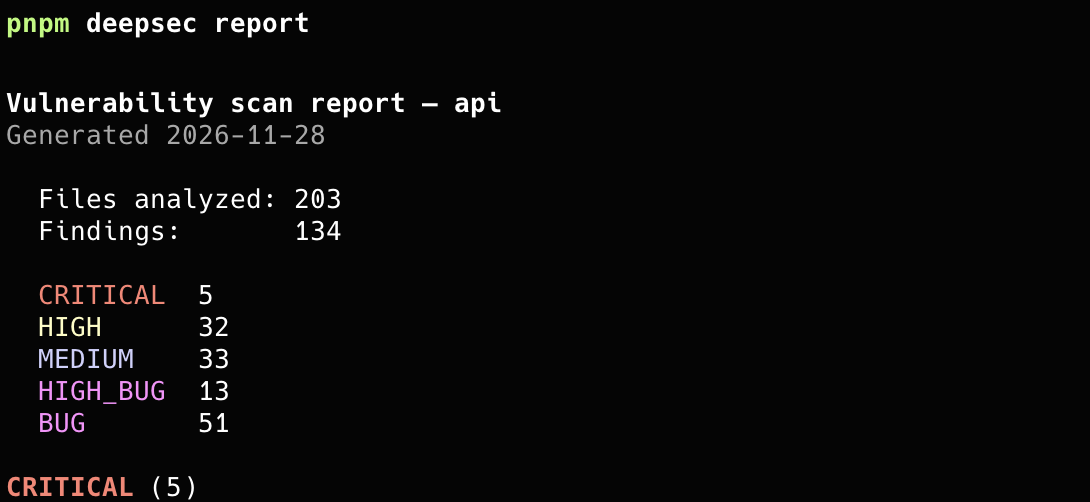 pnpm deepsec report
Vulnerability scan report — api
Generated 2026-11-28
Files analyzed: 203
Findings: 134
CRITICAL 5
HIGH 32
MEDIUM 33
HIGH_BUG 13
BUG 51
CRITICAL (5)